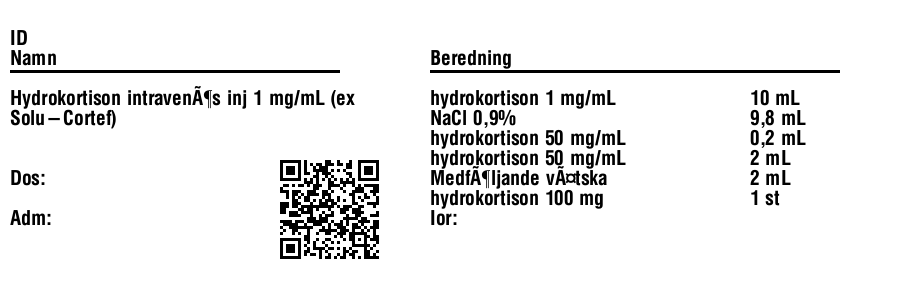 ID
Namn
Beredning
Hydrokortison intravenÃ¶s inj 1 mg/mL (ex
Solu–Cortef)
hydrokortison 1 mg/mL 10 mL
NaCl 0,9% 9,8 mL
hydrokortison 50 mg/mL 0,2 mL
hydrokortison 50 mg/mL 2 mL
MedfÃ¶ljande vÃ¤tska 2 mL
hydrokortison 100 mg 1 st
Ior:
Dos:
Adm: